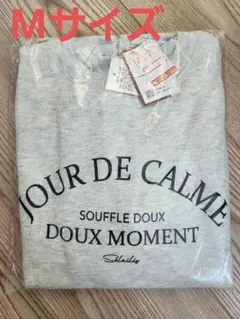 Mサイズ
JOUR DE CALME
SOUFFLE DOUX
DOUX MOMENT